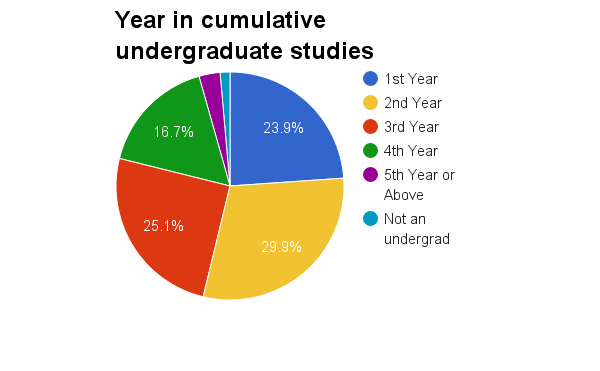 Year in cumulative
undergraduate studies
1st Year
2nd Year
3rd Year
4th Year
5th Year or
Above
Not an
undergrad
23.9%
29.9%
25.1%
16.7%